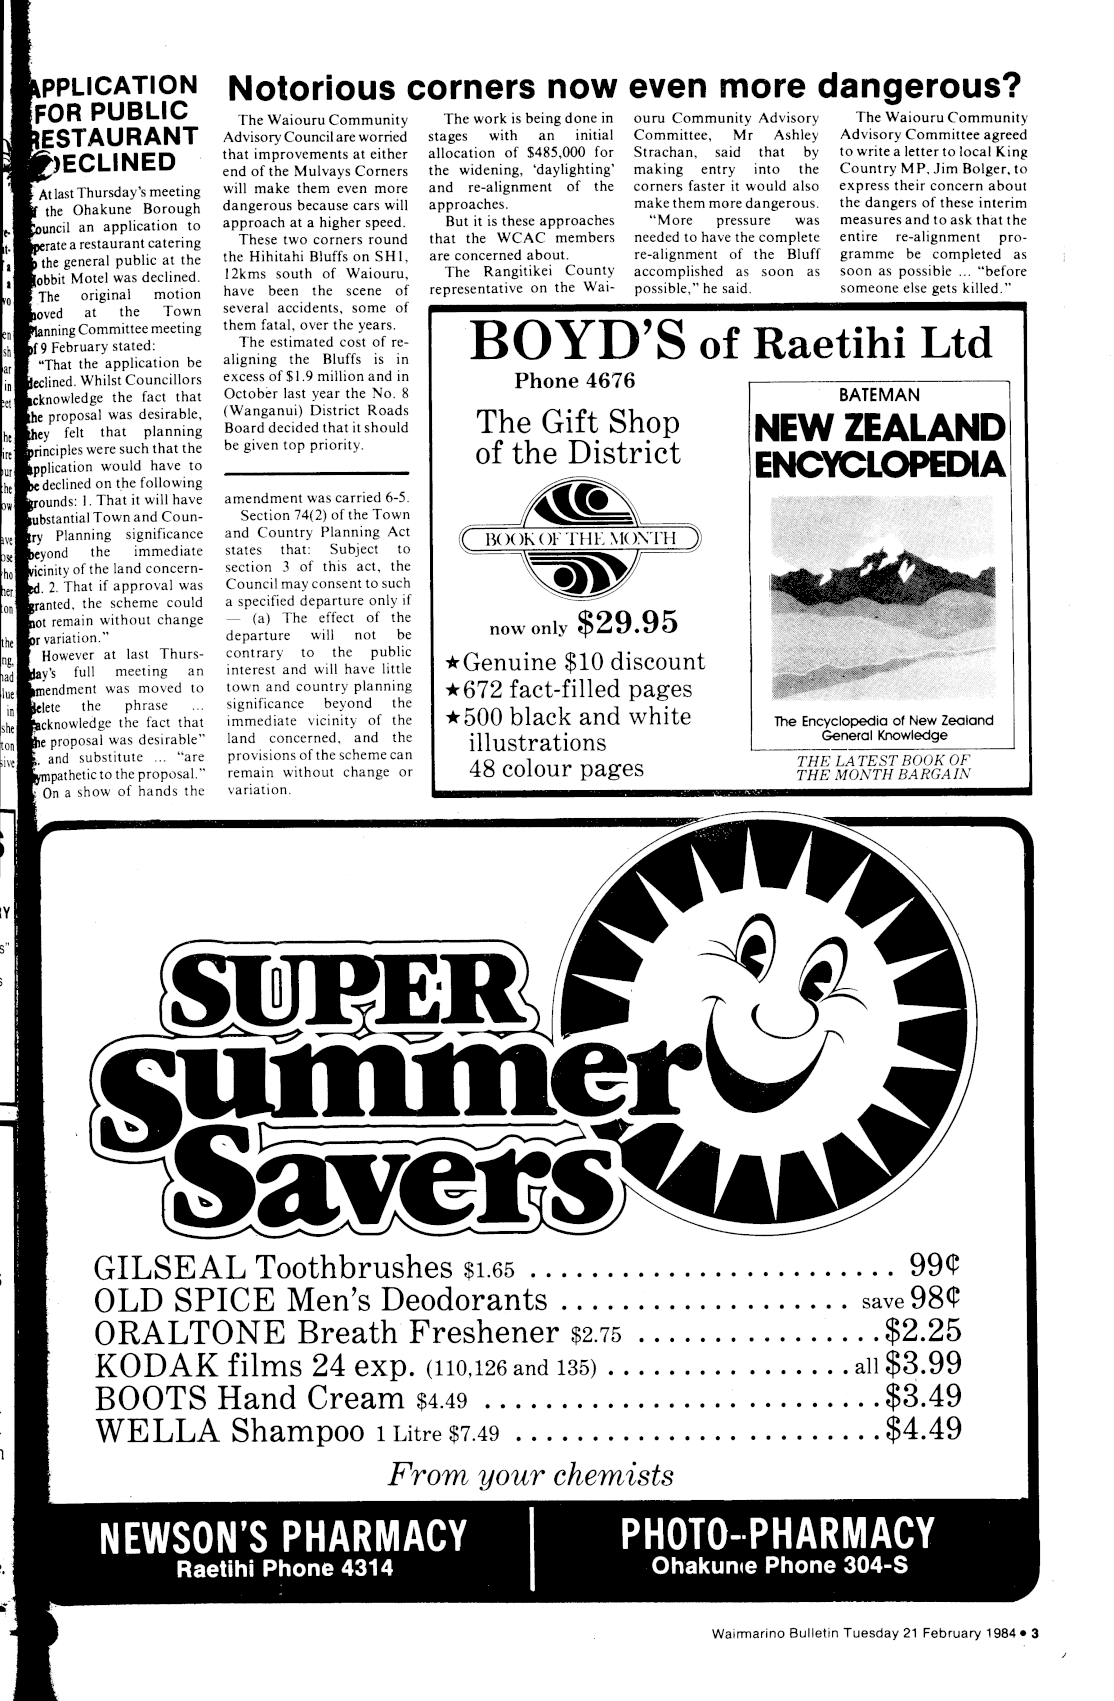 APPLICATION
FOR PUBLIC
RESTAURANT
DECLINED
At last Thursday's meeting
the Ohakune Borough
Council an application to
operate a restaurant catering
the general public at the
Hobbit Motel was declined.
The original motion
moved at the Town
Planning Committee meeting
of 9 February stated:
"That the application be
declined. Whilst Councillors
acknowledge the fact that
the proposal was desirable,
they felt that planning
principles were such that the
application would have to
be declined on the following
grounds: 1. That it will have
substantial Town and Coun-
try Planning significance
beyond the immediate
vicinity of the land concern-
ed. 2. That if approval was
granted, the scheme could
not remain without change
or variation."
However at last Thurs-
day's full meeting an
amendment was moved to
delete the phrase ...
"acknowledge the fact that
the proposal was desirable"
... and substitute ... "are
sympathetic to the proposal."
On a show of hands the
amendment was carried 6-5.
Section 74(2) of the Town
and Country Planning Act
states that: Subject to
section 3 of this act, the
Council may consent to such
a specified departure only if
— (a) The effect of the
departure will not be
contrary to the public
interest and will have little
town and country planning
significance beyond the
immediate vicinity of the
land concerned, and the
provisions of the scheme can
remain without change or
variation.
Notorious corners now even more dangerous?
The Waiouru Community
Advisory Council are worried
that improvements at either
end of the Mulvays Corners
will make them even more
dangerous because cars will
approach at a higher speed.
These two corners round
the Hihitahi Bluffs on SH1,
12kms south of Waiouru,
have been the scene of
several accidents, some of
them fatal, over the years.
The estimated cost of re-
aligning the Bluffs is in
excess of $1.9 million and in
October last year the No. 8
(Wanganui) District Roads
Board decided that it should
be given top priority.
The work is being done in
stages with an initial
allocation of $485,000 for
the widening, 'daylighting'
and re-alignment of the
approaches.
But it is these approaches
that the WCAC members
are concerned about.
The Rangitikei County
representative on the Wai-
ouru Community Advisory
Committee, Mr Ashley
Strachan, said that by
making entry into the
corners faster it would also
make them more dangerous.
"More pressure was
needed to have the complete
re-alignment of the Bluff
accomplished as soon as
possible," he said.
The Waiouru Community
Advisory Committee agreed
to write a letter to local King
Country MP, Jim Bolger, to
express their concern about
the dangers of these interim
measures and to ask that the
entire re-alignment pro-
gramme be completed as
soon as possible ... "before
someone else gets killed."
BOYD'S of Raetihi Ltd
Phone 4676
The Gift Shop
of the District
BOOK OF THE MONTH
now only $29.95
★Genuine $10 discount
★672 fact-filled pages
★500 black and white
illustrations
48 colour pages
BATEMAN
NEW ZEALAND
ENCYCLOPEDIA
The Encyclopedia of New Zealand
General Knowledge
THE LATEST BOOK OF
THE MONTH BARGAIN
SUPER
Summer
Savers
GILSEAL Toothbrushes $1.65 ........................ 99¢
OLD SPICE Men's Deodorants ................... save 98¢
ORALTONE Breath Freshener $2.75 ................. $2.25
KODAK films 24 exp. (110,126 and 135) ................ all $3.99
BOOTS Hand Cream $4.49 ........................... $3.49
WELLA Shampoo 1 Litre $7.49 ......................... $4.49
From your chemists
NEWSON'S PHARMACY
Raetihi Phone 4314
PHOTO-PHARMACY
Ohakune Phone 304-S
Waimarino Bulletin Tuesday 21 February 1984 • 3